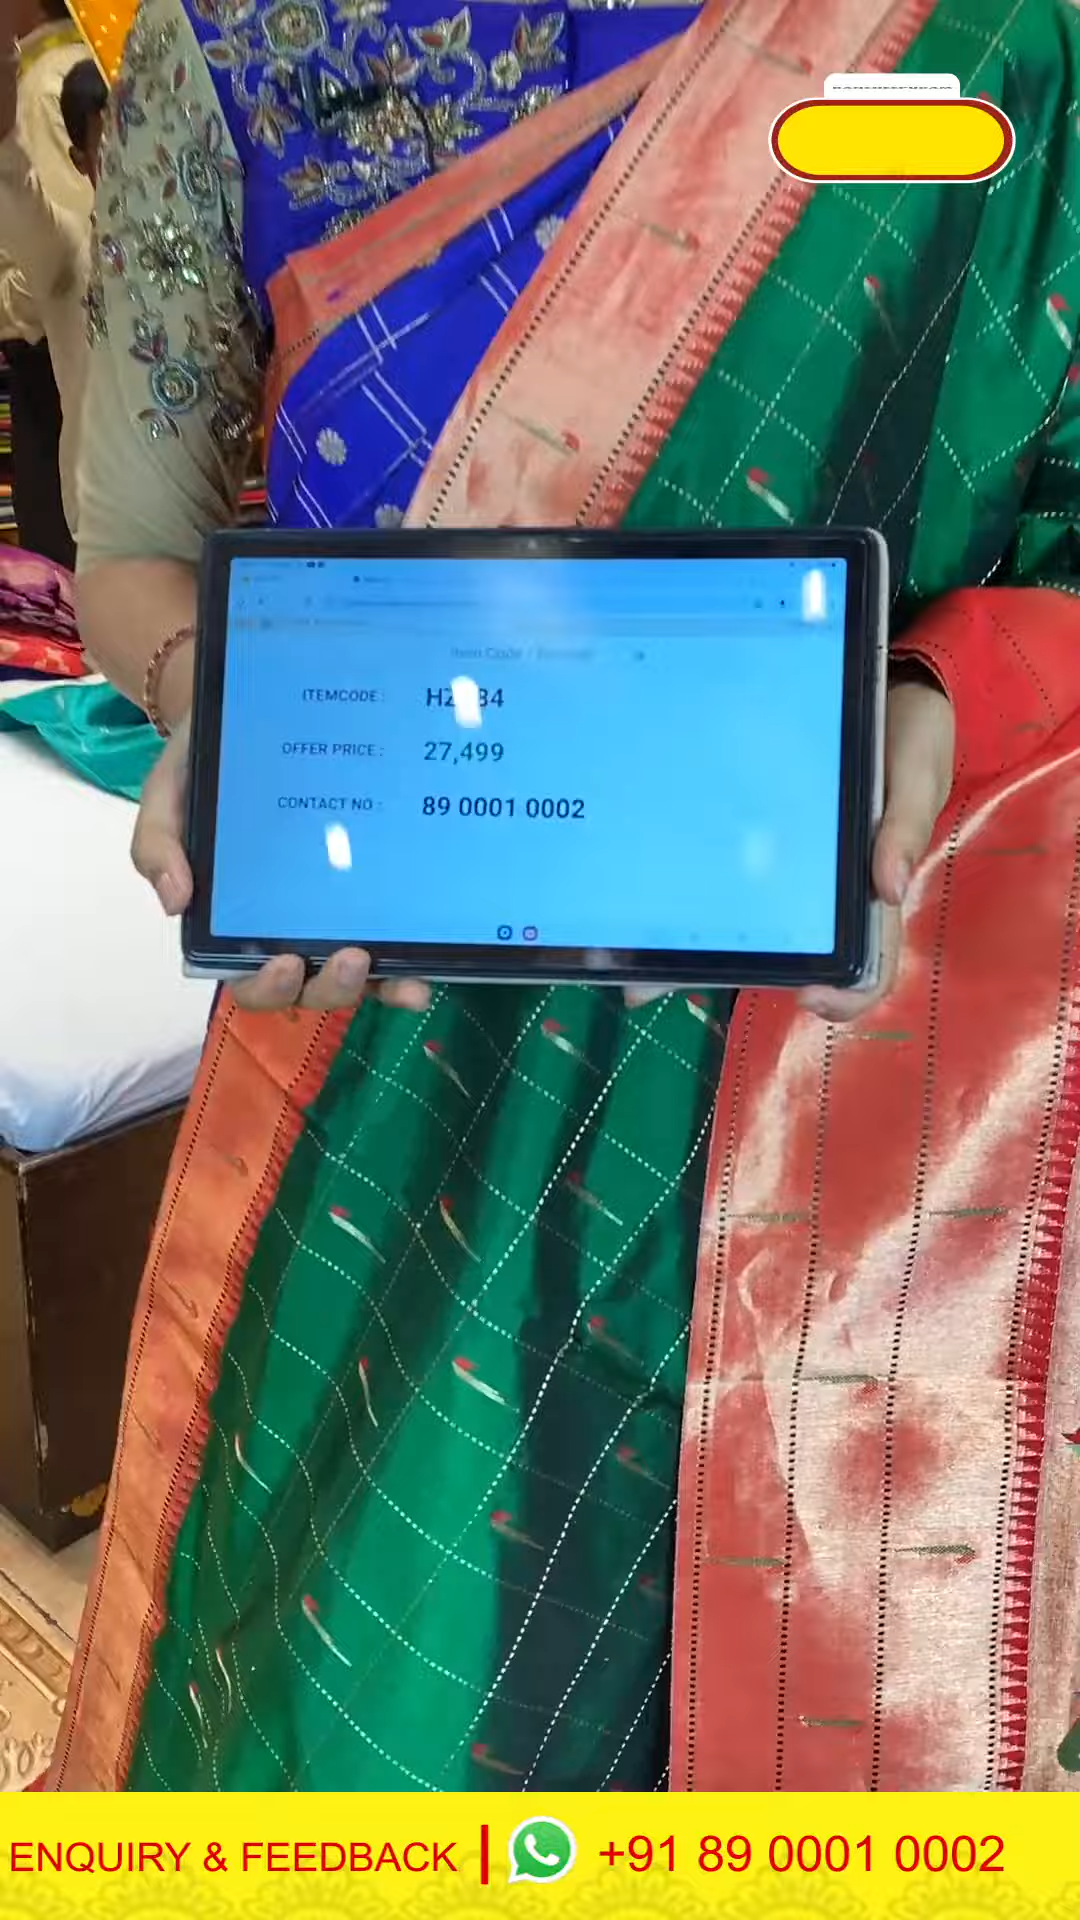 ITEMCODE :
OFFER PRICE : 27,499
CONTACT NO : 89 0001 0002
ENQUIRY & FEEDBACK | +91 89 0001 0002